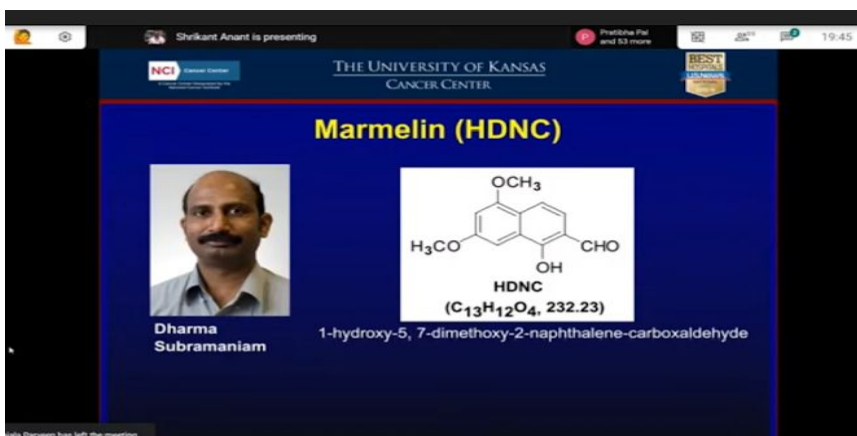 Shrikant Anant is presenting
Pratibha Pal
and 53 more
19:45
NCI Cancer Center
THE UNIVERSITY OF KANSAS
CANCER CENTER
BEST
HOSPITALS
Marmelin (HDNC)
OCH₃
H₃CO
CHO
OH
HDNC
(C₁₃H₁₂O₄, 232.23)
Dharma
Subramaniam
1-hydroxy-5, 7-dimethoxy-2-naphthalene-carboxaldehyde
Parveen has left the meeting